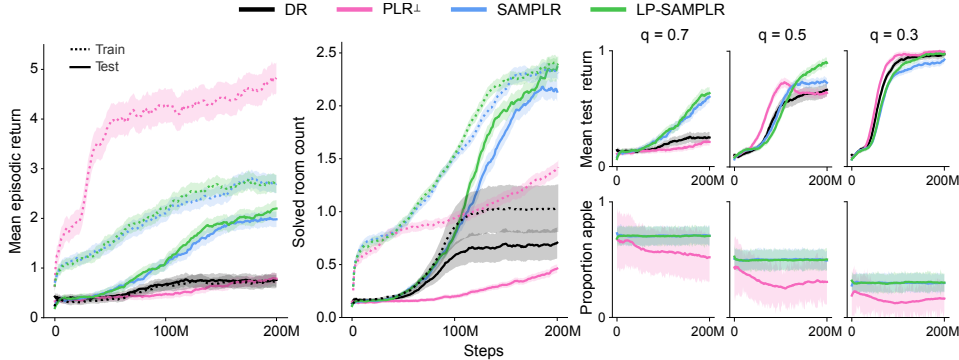 DR PLR⊥ SAMPLR LP-SAMPLR
Mean episodic return
5
4
3
2
1
0
Train
Test
0 100M 200M
Solved room count
2.5
2.0
1.5
1.0
0.5
0.0
0 100M 200M
Steps
q = 0.7 q = 0.5 q = 0.3
Mean test return
1
0
0 200M 0 200M 0 200M
Proportion apple
1
0
0 200M 0 200M 0 200M